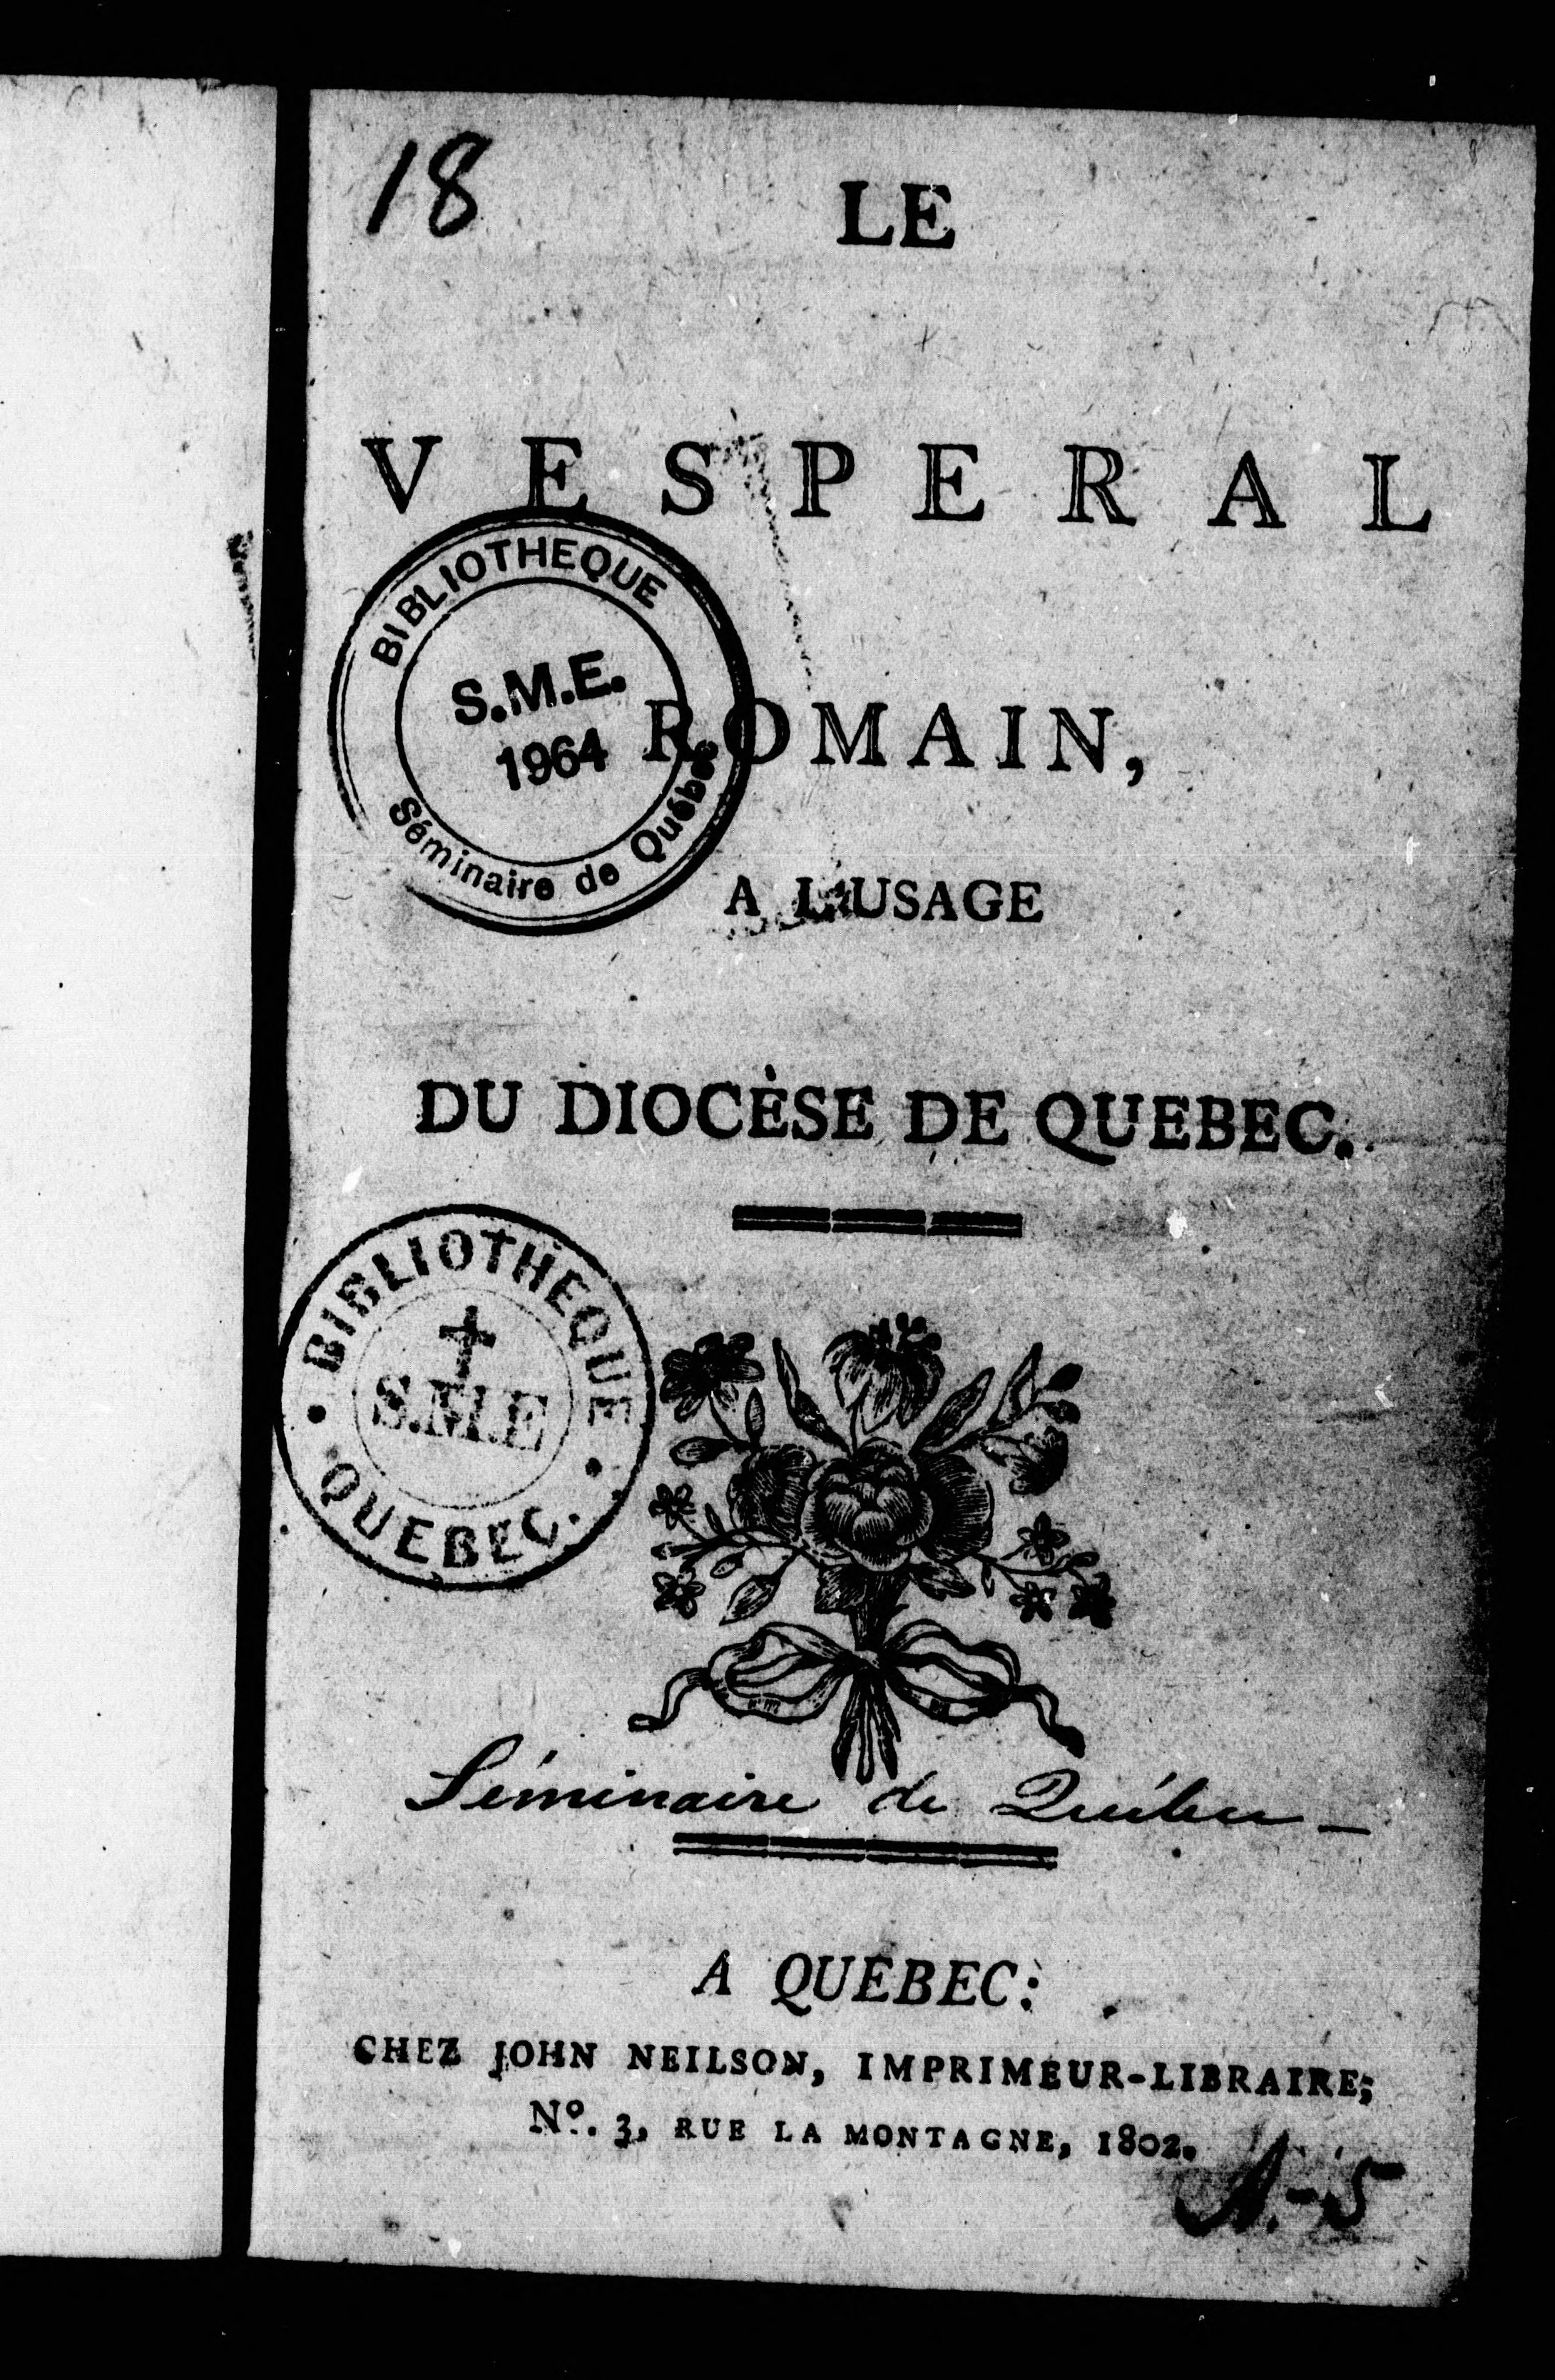 18
LE
VESPERAL
BIBLIOTHEQUE
S.M.E.
1964
Séminaire de Québec
ROMAIN,
A L'USAGE
DU DIOCÈSE DE QUEBEC.
BIBLIOTHEQUE
S.M.E
QUEBEC.
Séminaire de Québec –
A QUÉBEC:
CHEZ JOHN NEILSON, IMPRIMEUR-LIBRAIRE;
Nº. 3, RUE LA MONTAGNE, 1802.
A.-5